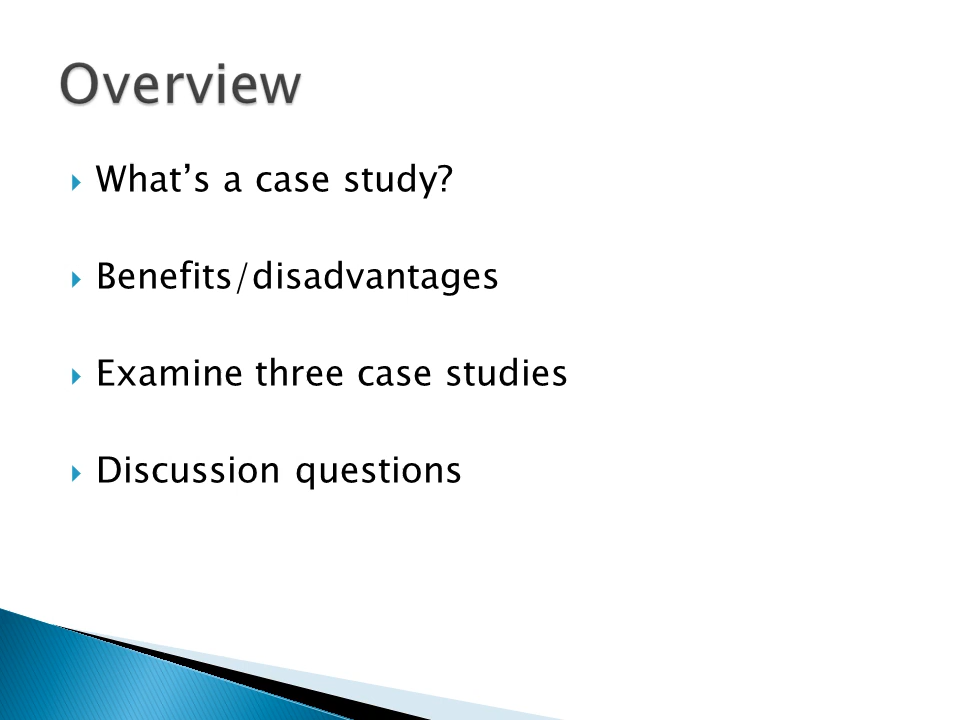 Overview
What’s a case study?
Benefits/disadvantages
Examine three case studies
Discussion questions